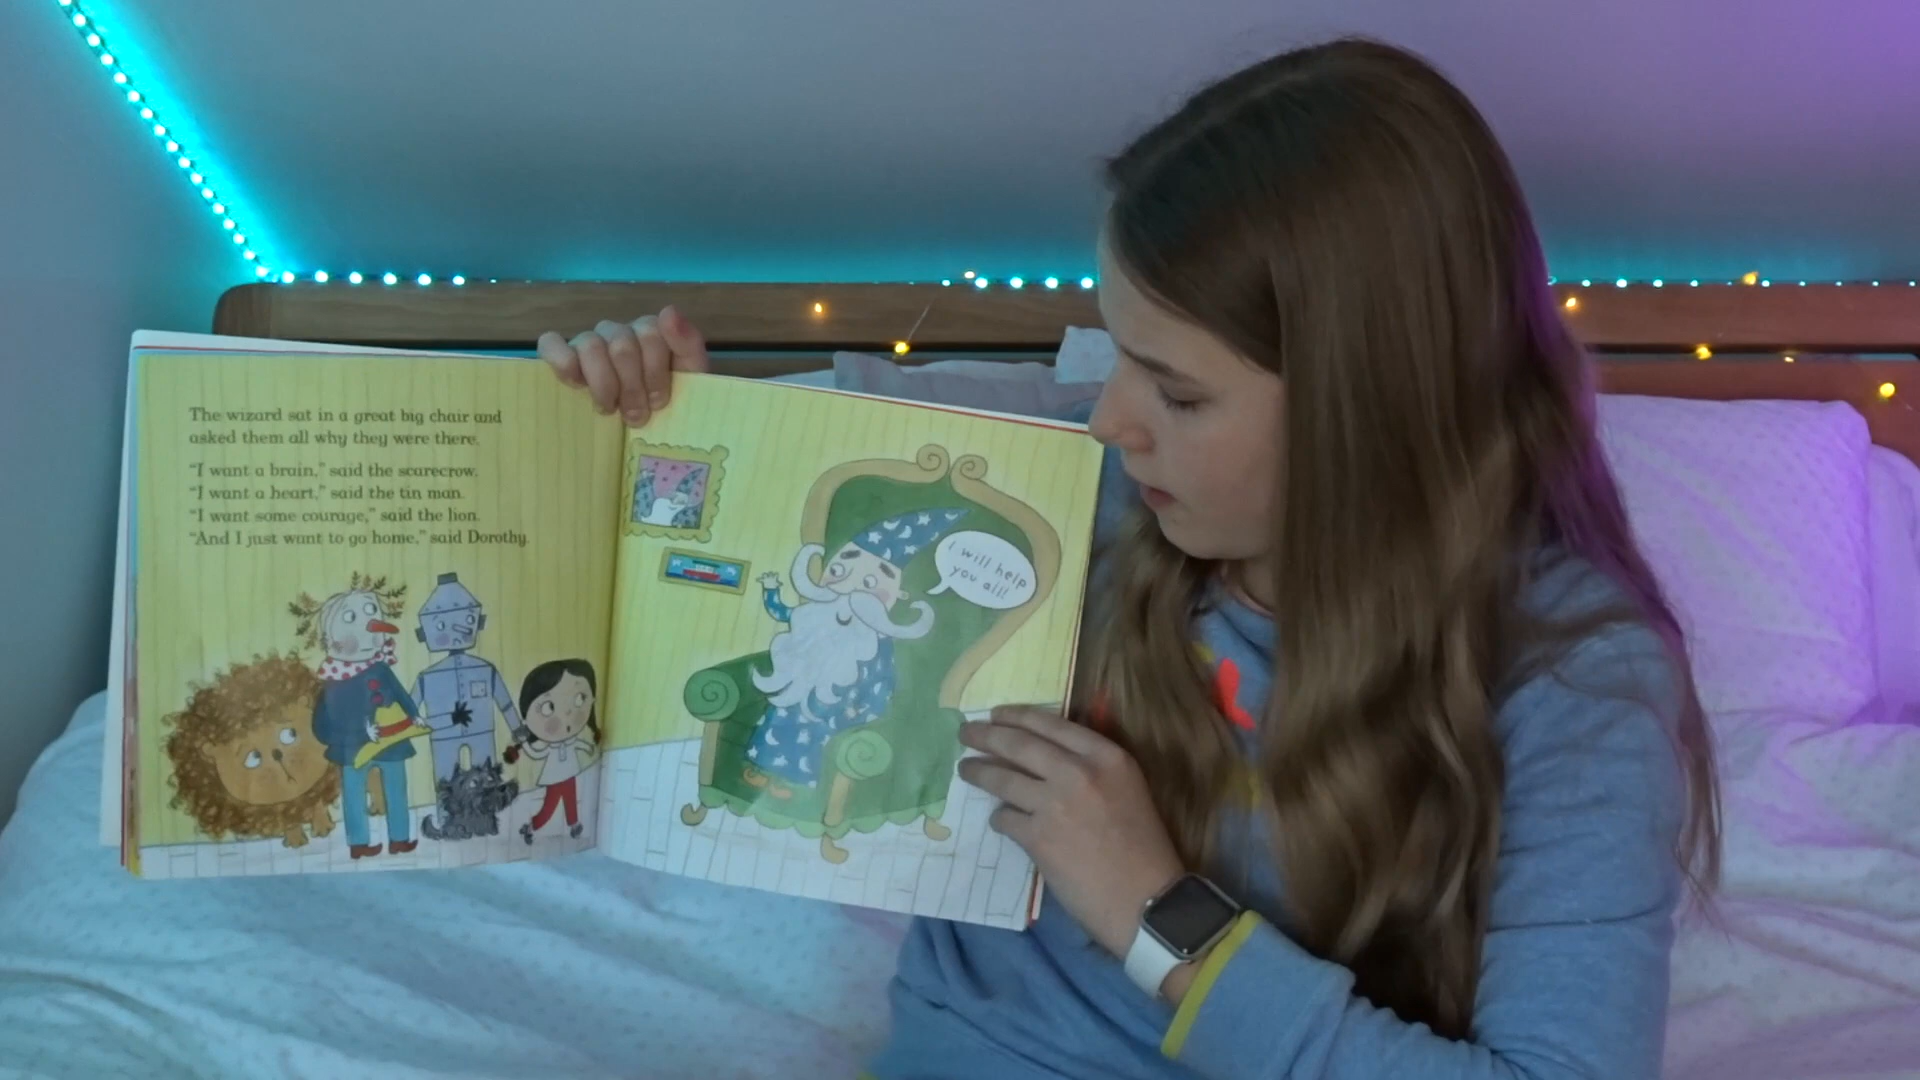 The wizard sat in a great big chair and
asked them all why they were there.
“I want a brain,” said the scarecrow.
“I want a heart,” said the tin man.
“I want some courage,” said the lion.
“And I just want to go home,” said Dorothy.
I will help
you all!